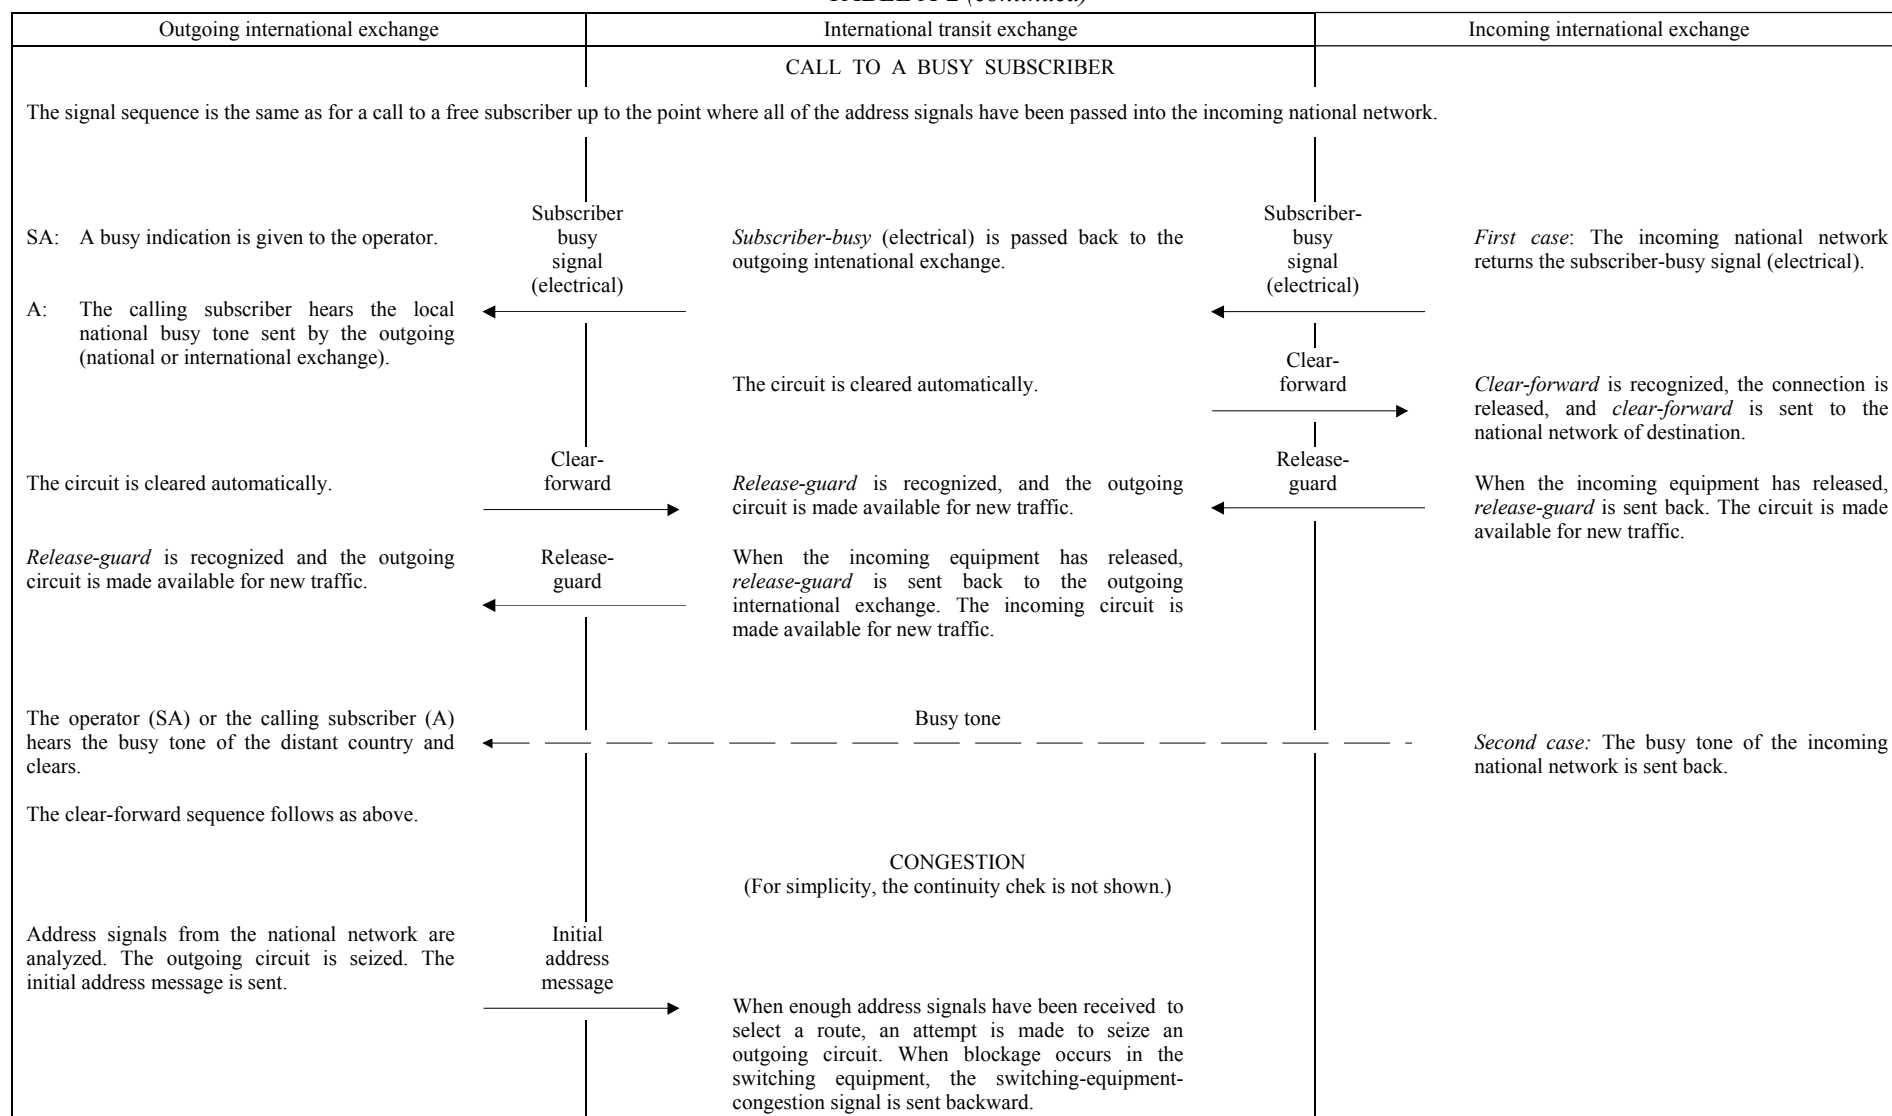 TABLE A-2 (continued)
Outgoing international exchange
International transit exchange
Incoming international exchange
CALL TO A BUSY SUBSCRIBER
The signal sequence is the same as for a call to a free subscriber up to the point where all of the address signals have been passed into the incoming national network.
SA: A busy indication is given to the operator.
Subscriber
busy
signal
(electrical)
Subscriber-busy (electrical) is passed back to the
outgoing intenational exchange.
Subscriber-
busy
signal
(electrical)
First case: The incoming national network
returns the subscriber-busy signal (electrical).
A: The calling subscriber hears the local
national busy tone sent by the outgoing
(national or international exchange).
The circuit is cleared automatically.
Clear-
forward
Clear-forward is recognized, the connection is
released, and clear-forward is sent to the
national network of destination.
The circuit is cleared automatically.
Clear-
forward
Release-guard is recognized, and the outgoing
circuit is made available for new traffic.
Release-
guard
When the incoming equipment has released,
release-guard is sent back. The circuit is made
available for new traffic.
Release-guard is recognized and the outgoing
circuit is made available for new traffic.
Release-
guard
When the incoming equipment has released,
release-guard is sent back to the outgoing
international exchange. The incoming circuit is
made available for new traffic.
The operator (SA) or the calling subscriber (A)
hears the busy tone of the distant country and
clears.
Busy tone
Second case: The busy tone of the incoming
national network is sent back.
The clear-forward sequence follows as above.
CONGESTION
(For simplicity, the continuity chek is not shown.)
Address signals from the national network are
analyzed. The outgoing circuit is seized. The
initial address message is sent.
Initial
address
message
When enough address signals have been received to
select a route, an attempt is made to seize an
outgoing circuit. When blockage occurs in the
switching equipment, the switching-equipment-
congestion signal is sent backward.